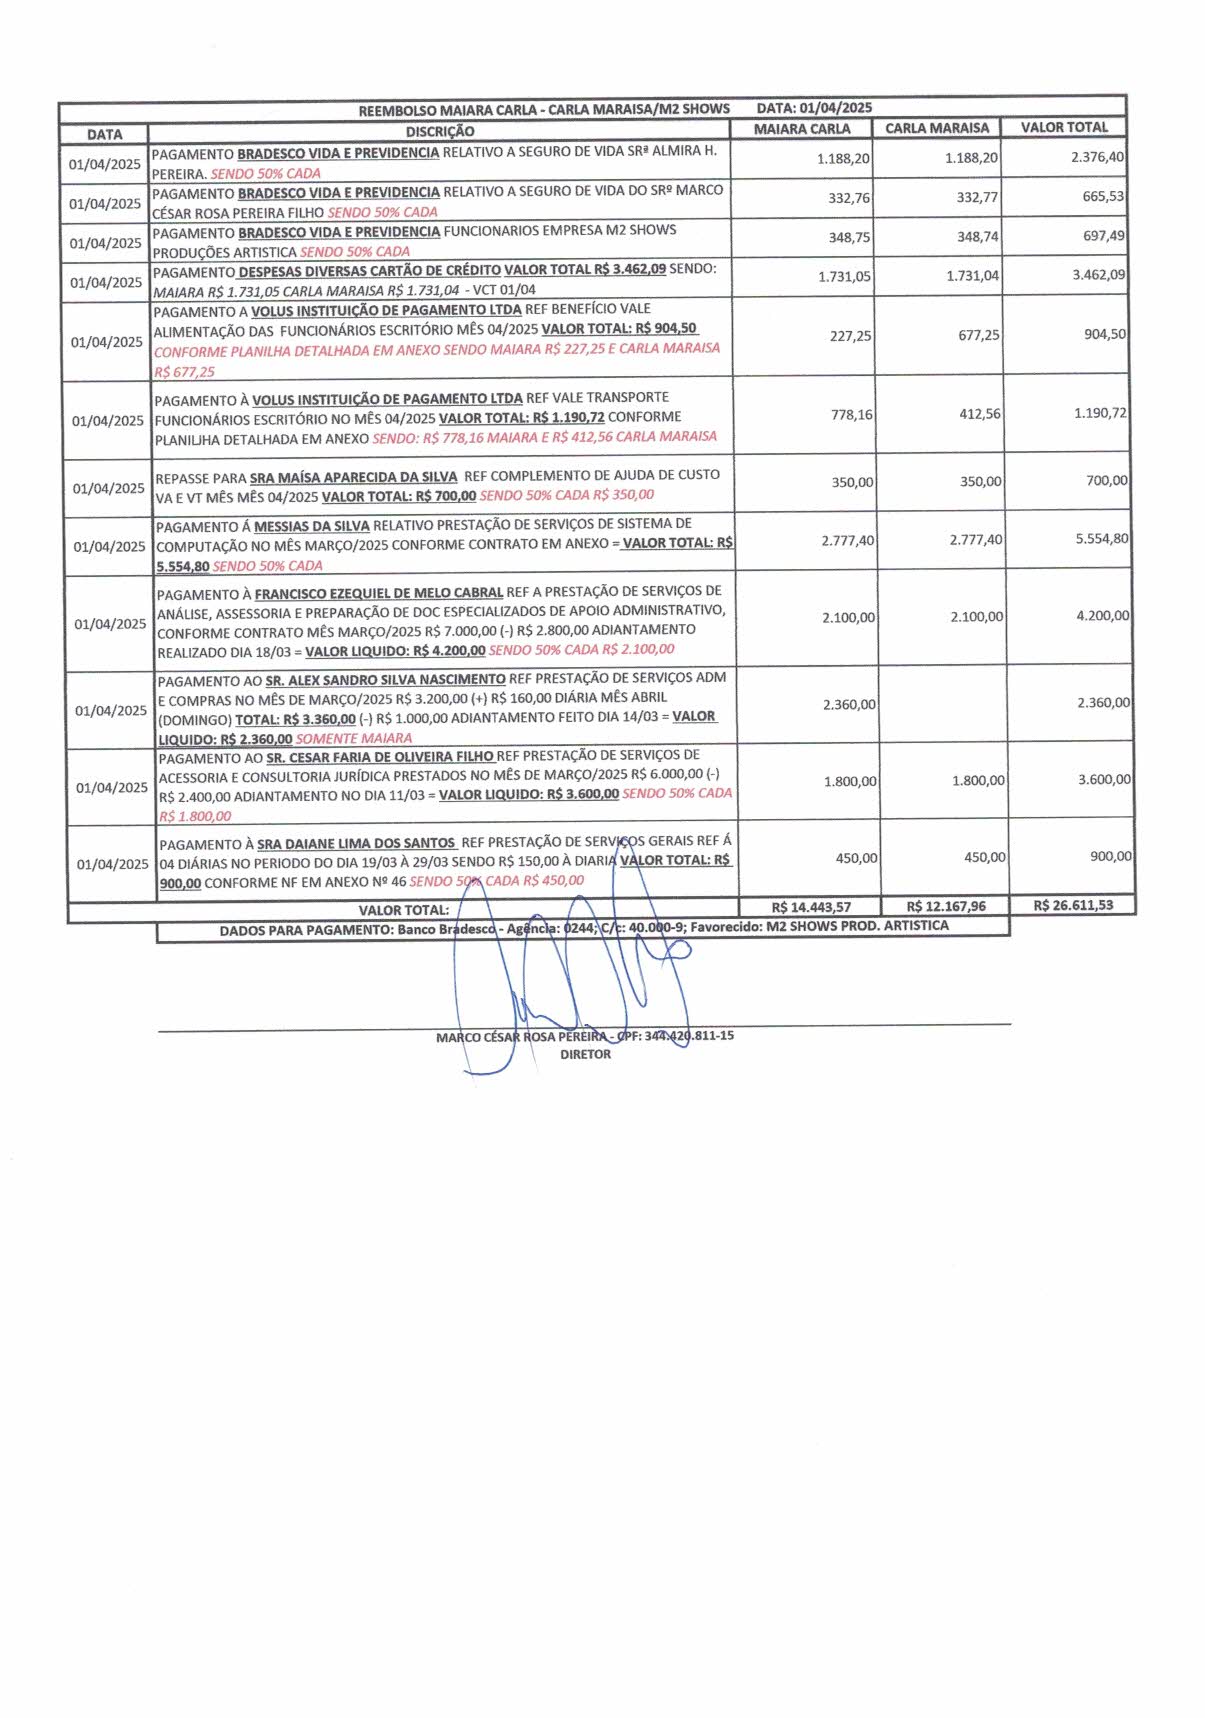 REEMBOLSO MAIARA CARLA - CARLA MARAISA/M2 SHOWS DATA: 01/04/2025
DATA DISCRIÇÃO MAIARA CARLA CARLA MARAISA VALOR TOTAL
01/04/2025 PAGAMENTO BRADESCO VIDA E PREVIDENCIA RELATIVO A SEGURO DE VIDA SRª ALMIRA H. 1.188,20 1.188,20 2.376,40
PEREIRA. SENDO 50% CADA
01/04/2025 PAGAMENTO BRADESCO VIDA E PREVIDENCIA RELATIVO A SEGURO DE VIDA DO SRº MARCO 332,76 332,77 665,53
CÉSAR ROSA PEREIRA FILHO SENDO 50% CADA
01/04/2025 PAGAMENTO BRADESCO VIDA E PREVIDENCIA FUNCIONARIOS EMPRESA M2 SHOWS 348,75 348,74 697,49
PRODUÇÕES ARTISTICA SENDO 50% CADA
01/04/2025 PAGAMENTO DESPESAS DIVERSAS CARTÃO DE CRÉDITO VALOR TOTAL R$ 3.462,09 SENDO: 1.731,05 1.731,04 3.462,09
MAIARA R$ 1.731,05 CARLA MARAISA R$ 1.731,04 - VCT 01/04
01/04/2025 PAGAMENTO A VOLUS INSTITUIÇÃO DE PAGAMENTO LTDA REF BENEFÍCIO VALE 227,25 677,25 904,50
ALIMENTAÇÃO DAS FUNCIONÁRIOS ESCRITÓRIO MÊS 04/2025 VALOR TOTAL: R$ 904,50
CONFORME PLANILHA DETALHADA EM ANEXO SENDO MAIARA R$ 227,25 E CARLA MARAISA
R$ 677,25
01/04/2025 PAGAMENTO À VOLUS INSTITUIÇÃO DE PAGAMENTO LTDA REF VALE TRANSPORTE 778,16 412,56 1.190,72
FUNCIONÁRIOS ESCRITÓRIO NO MÊS 04/2025 VALOR TOTAL: R$ 1.190,72 CONFORME
PLANILHA DETALHADA EM ANEXO SENDO: R$ 778,16 MAIARA E R$ 412,56 CARLA MARAISA
01/04/2025 REPASSE PARA SRA MAÍSA APARECIDA DA SILVA REF COMPLEMENTO DE AJUDA DE CUSTO 350,00 350,00 700,00
VA E VT MÊS MÊS 04/2025 VALOR TOTAL: R$ 700,00 SENDO 50% CADA R$ 350,00
01/04/2025 PAGAMENTO Á MESSIAS DA SILVA RELATIVO PRESTAÇÃO DE SERVIÇOS DE SISTEMA DE 2.777,40 2.777,40 5.554,80
COMPUTAÇÃO NO MÊS MARÇO/2025 CONFORME CONTRATO EM ANEXO = VALOR TOTAL: R$
5.554,80 SENDO 50% CADA
01/04/2025 PAGAMENTO À FRANCISCO EZEQUIEL DE MELO CABRAL REF A PRESTAÇÃO DE SERVIÇOS DE 2.100,00 2.100,00 4.200,00
ANÁLISE, ASSESSORIA E PREPARAÇÃO DE DOC ESPECIALIZADOS DE APOIO ADMINISTRATIVO,
CONFORME CONTRATO MÊS MARÇO/2025 R$ 7.000,00 (-) R$ 2.800,00 ADIANTAMENTO
REALIZADO DIA 18/03 = VALOR LIQUIDO: R$ 4.200,00 SENDO 50% CADA R$ 2.100,00
01/04/2025 PAGAMENTO AO SR. ALEX SANDRO SILVA NASCIMENTO REF PRESTAÇÃO DE SERVIÇOS ADM 2.360,00 2.360,00
E COMPRAS NO MÊS DE MARÇO/2025 R$ 3.200,00 (+) R$ 160,00 DIÁRIA MÊS ABRIL
(DOMINGO) TOTAL: R$ 3.360,00 (-) R$ 1.000,00 ADIANTAMENTO FEITO DIA 14/03 = VALOR
LIQUIDO: R$ 2.360,00 SOMENTE MAIARA
01/04/2025 PAGAMENTO AO SR. CESAR FARIA DE OLIVEIRA FILHO REF PRESTAÇÃO DE SERVIÇOS DE 1.800,00 1.800,00 3.600,00
ACESSORIA E CONSULTORIA JURÍDICA PRESTADOS NO MÊS DE MARÇO/2025 R$ 6.000,00 (-)
R$ 2.400,00 ADIANTAMENTO NO DIA 11/03 = VALOR LIQUIDO: R$ 3.600,00 SENDO 50% CADA
R$ 1.800,00
01/04/2025 PAGAMENTO À SRA DAIANE LIMA DOS SANTOS REF PRESTAÇÃO DE SERVIÇOS GERAIS REF Á 450,00 450,00 900,00
04 DIÁRIAS NO PERIODO DO DIA 19/03 À 29/03 SENDO R$ 150,00 À DIARIA VALOR TOTAL: R$
900,00 CONFORME NF EM ANEXO Nº 46 SENDO 50% CADA R$ 450,00
VALOR TOTAL: R$ 14.443,57 R$ 12.167,96 R$ 26.611,53
DADOS PARA PAGAMENTO: Banco Bradesco - Agência: 0244; C/c: 40.000-9; Favorecido: M2 SHOWS PROD. ARTISTICA
MARCO CÉSAR ROSA PEREIRA - CPF: 344.420.811-15
DIRETOR